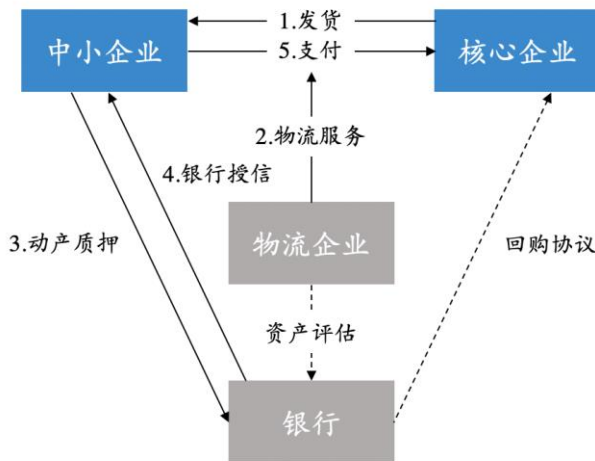 1.发货
中小企业
5.支付
核心企业
2.物流服务
4.银行授信
3.动产质押
物流企业
回购协议
资产评估
银行